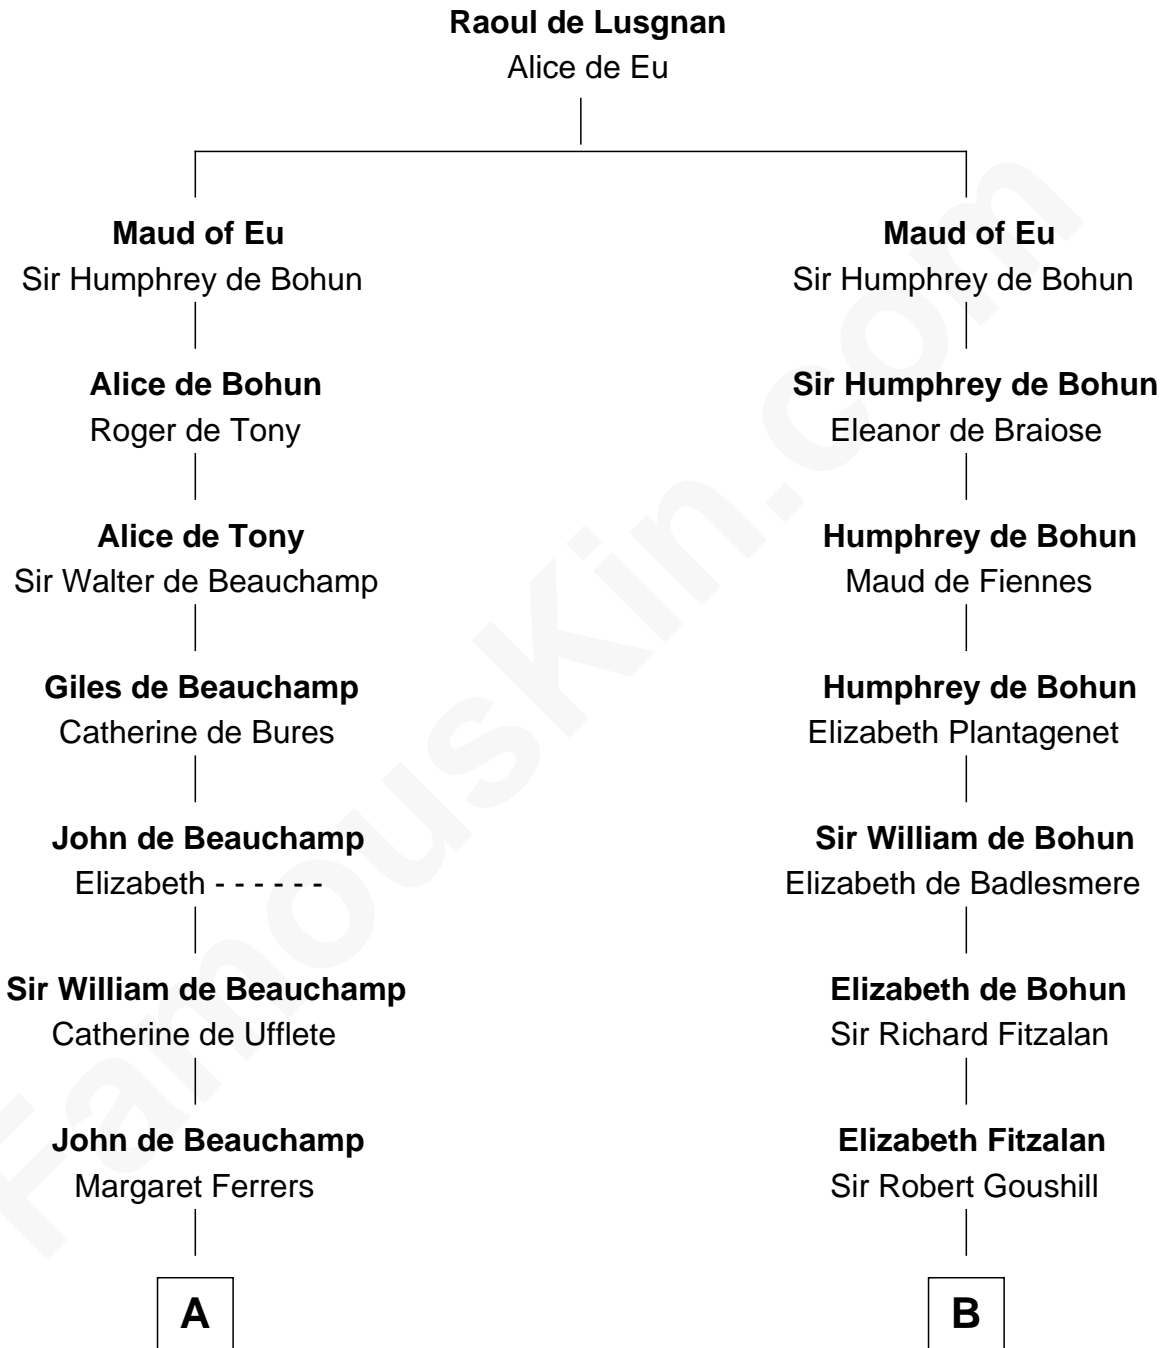 Raoul de Lusgnan
Alice de Eu
Maud of Eu
Sir Humphrey de Bohun
Maud of Eu
Sir Humphrey de Bohun
Alice de Bohun
Roger de Tony
Sir Humphrey de Bohun
Eleanor de Braiose
Alice de Tony
Sir Walter de Beauchamp
Humphrey de Bohun
Maud de Fiennes
Giles de Beauchamp
Catherine de Bures
Humphrey de Bohun
Elizabeth Plantagenet
John de Beauchamp
Elizabeth - - - - - -
Sir William de Bohun
Elizabeth de Badlesmere
Sir William de Beauchamp
Catherine de Ufflete
Elizabeth de Bohun
Sir Richard Fitzalan
John de Beauchamp
Margaret Ferrers
Elizabeth Fitzalan
Sir Robert Goushill
A
B
FamousKin.com